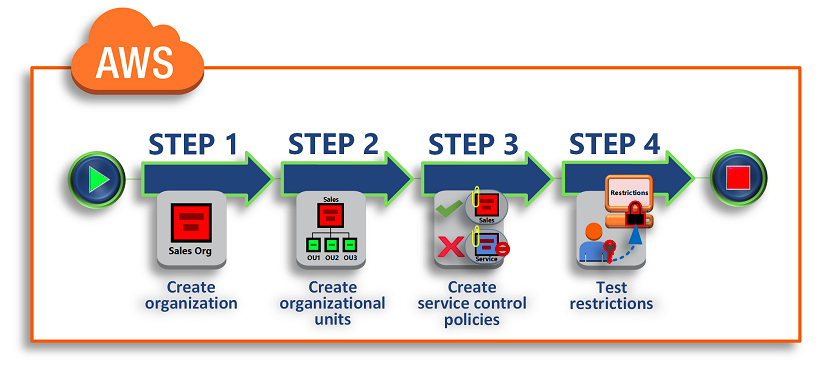 AWS
STEP 1
STEP 2
STEP 3
STEP 4
Sales Org
Sales
OU1 OU2 OU3
Sales
Service
Restrictions
Create
organization
Create
organizational
units
Create
service control
policies
Test
restrictions